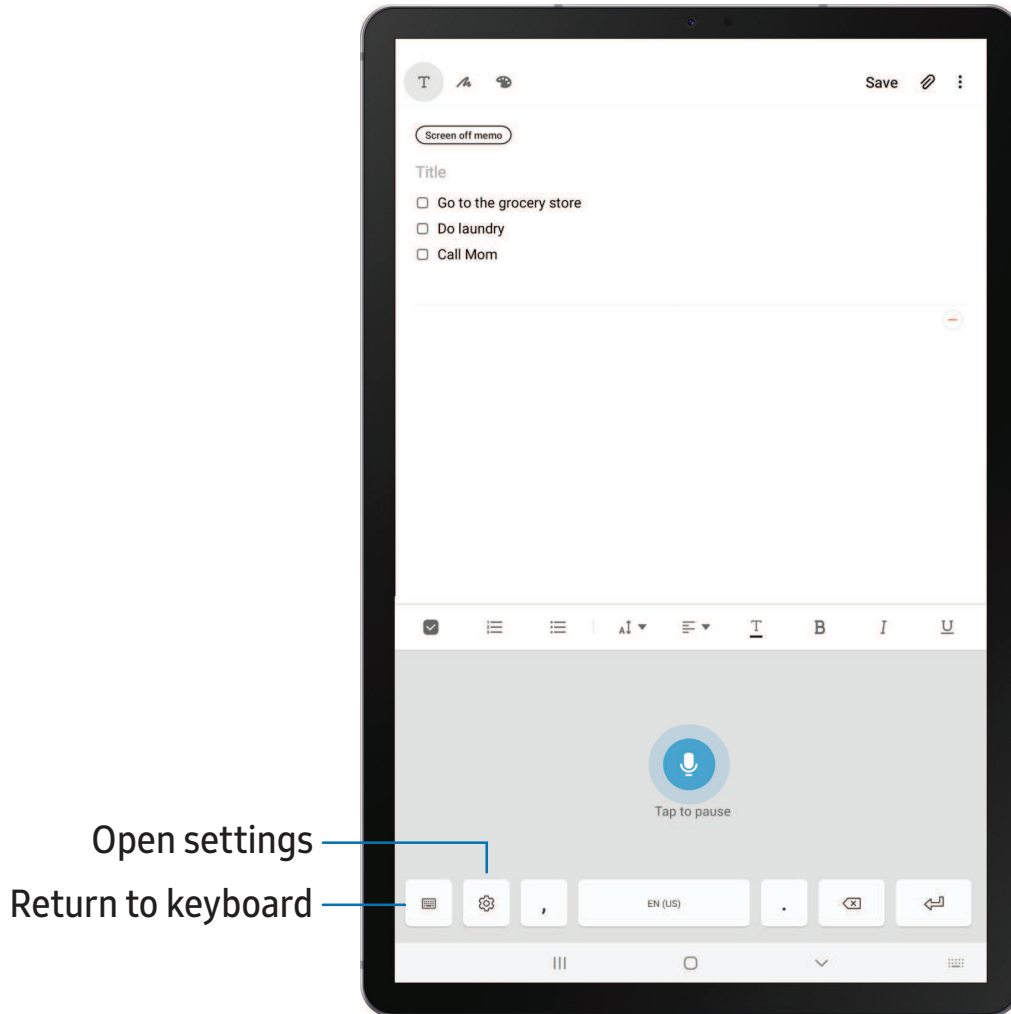 T
Save
Screen off memo
Title
Go to the grocery store
Do laundry
Call Mom
A
T
B
I
U
Tap to pause
Open settings
Return to keyboard
,
EN (US)
.